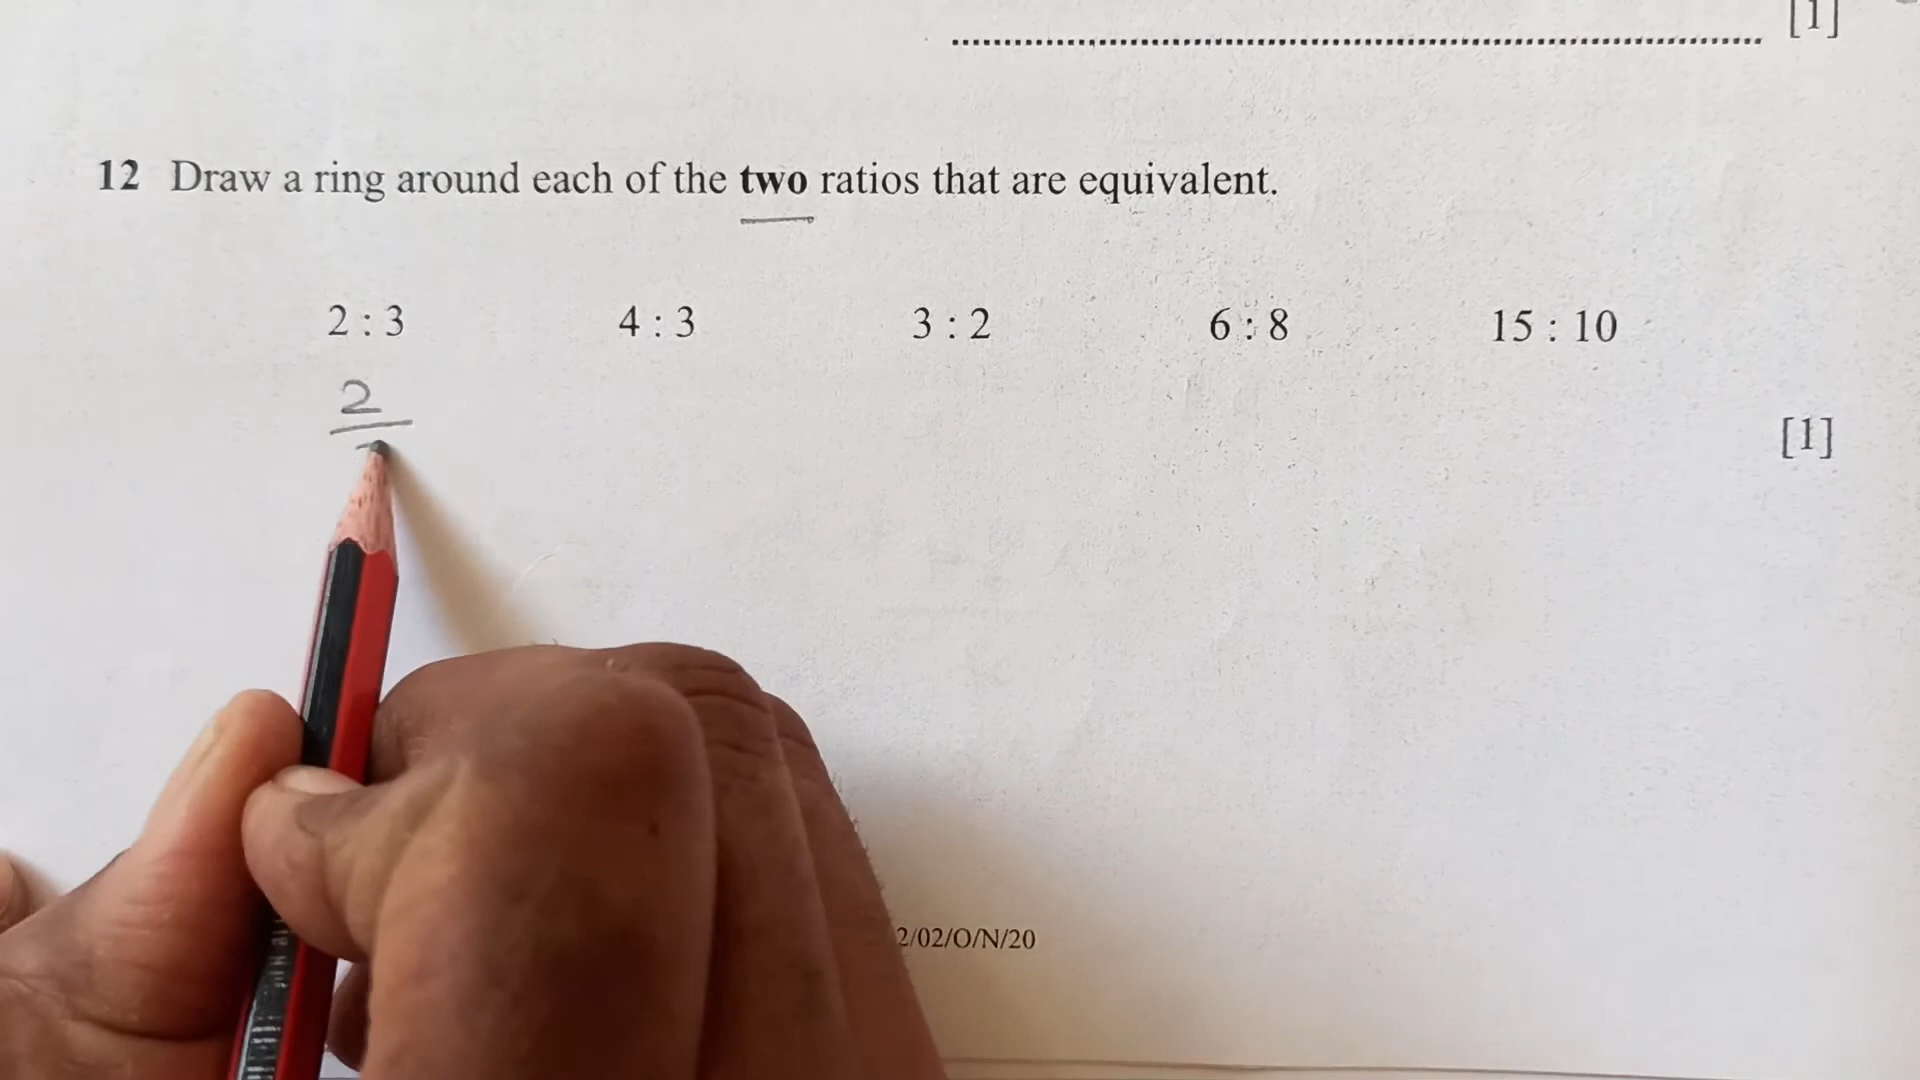 [1]
12 Draw a ring around each of the two ratios that are equivalent.
2 : 3 4 : 3 3 : 2 6 : 8 15 : 10
2
[1]
2/02/O/N/20